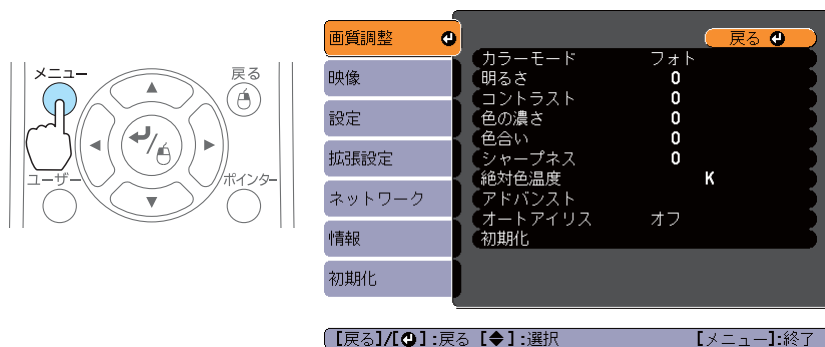 メニュー
戻る
ユーザー
ポインター
画質調整
映像
設定
拡張設定
ネットワーク
情報
初期化
戻る
カラーモード フォト
明るさ 0
コントラスト 0
色の濃さ 0
色合い 0
シャープネス 0
絶対色温度 K
アドバンスト
オートアイリス オフ
初期化
【戻る]/[ ]:戻る 【 ]:選択 【メニュー]:終了